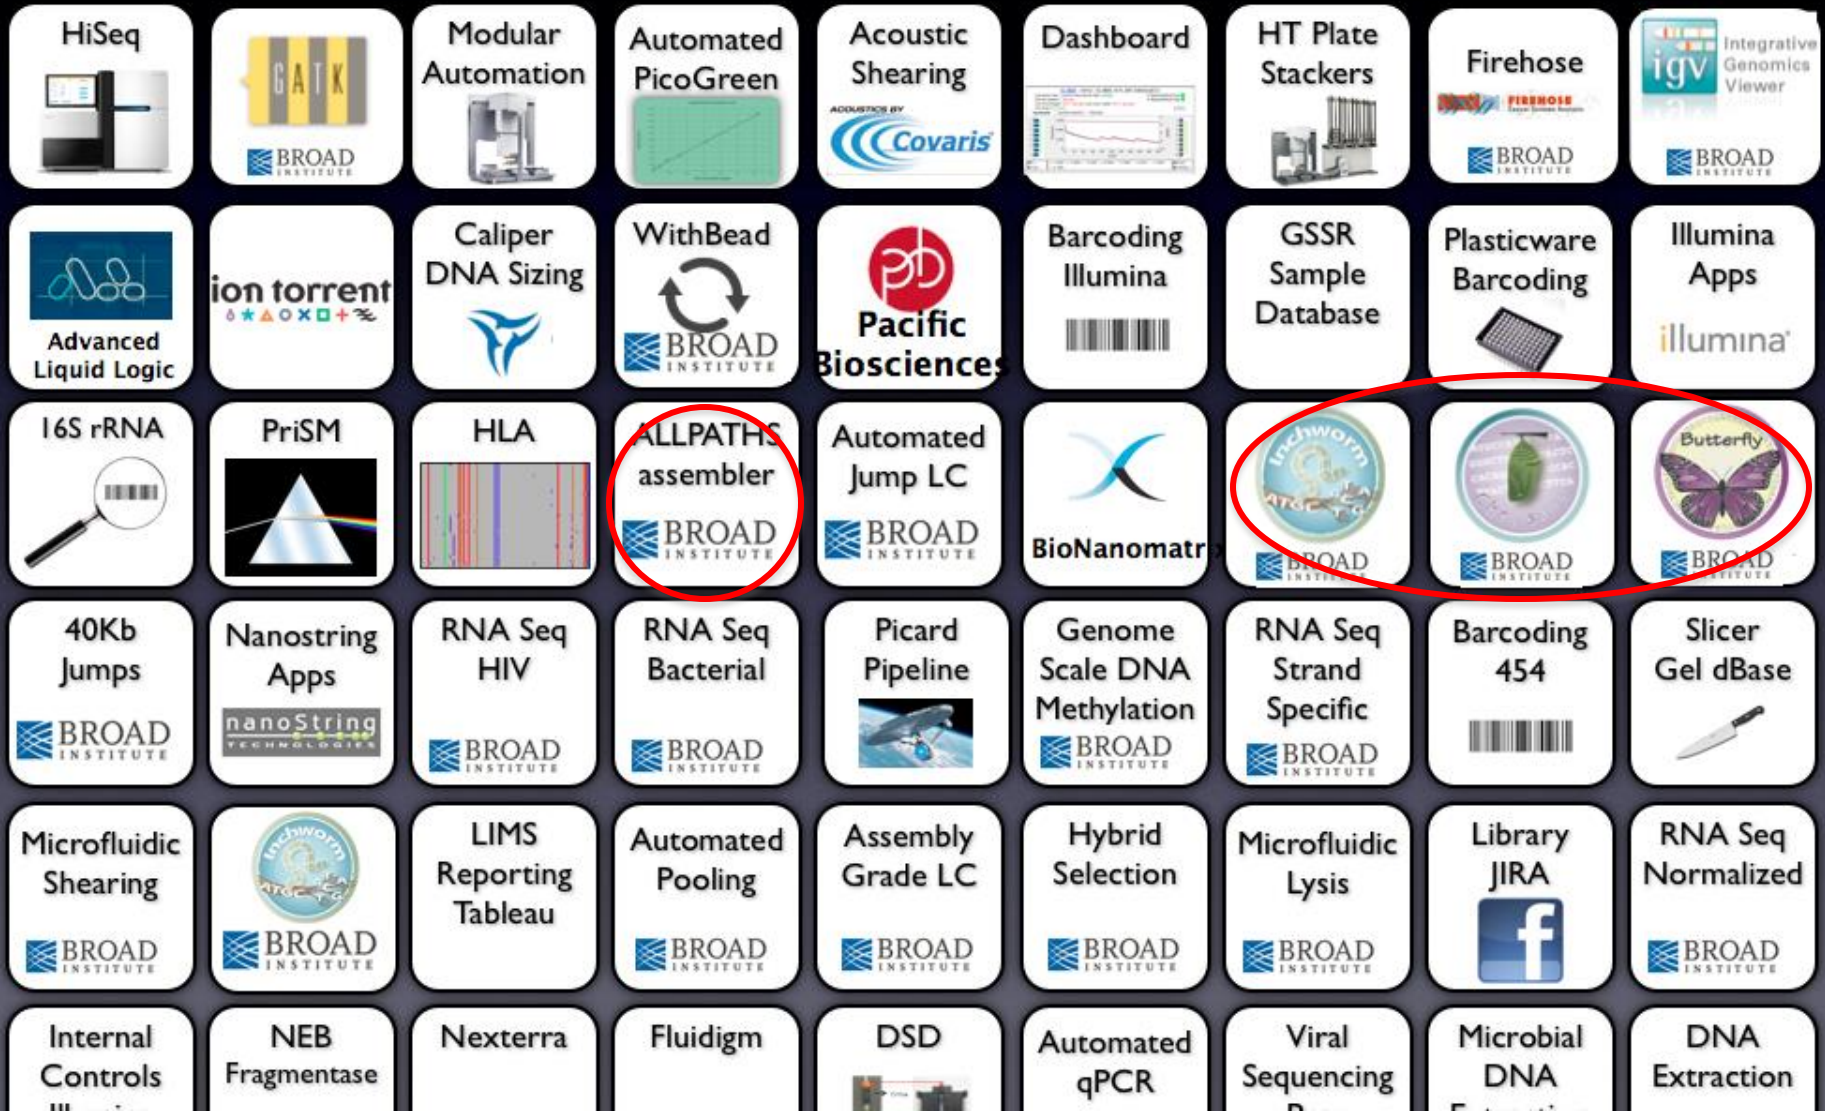 HiSeq
GATK
BROAD
INSTITUTE
Modular
Automation
Automated
PicoGreen
Acoustic
Shearing
ACOUSTICS BY
Covaris
Dashboard
HT Plate
Stackers
Firehose
FIREHOSE
BROAD
INSTITUTE
igv
Integrative
Genomics
Viewer
BROAD
INSTITUTE
Advanced
Liquid Logic
ion torrent
Caliper
DNA Sizing
WithBead
BROAD
INSTITUTE
Pacific
Biosciences
Barcoding
Illumina
GSSR
Sample
Database
Plasticware
Barcoding
Illumina
Apps
illumina
16S rRNA
PriSM
HLA
ALLPATHS
assembler
BROAD
INSTITUTE
Automated
Jump LC
BROAD
INSTITUTE
BioNanomatrix
Inchworm
BROAD
INSTITUTE
BROAD
INSTITUTE
Butterfly
BROAD
INSTITUTE
40Kb
Jumps
BROAD
INSTITUTE
Nanostring
Apps
nanoString
TECHNOLOGIES
RNA Seq
HIV
BROAD
INSTITUTE
RNA Seq
Bacterial
BROAD
INSTITUTE
Picard
Pipeline
Genome
Scale DNA
Methylation
BROAD
INSTITUTE
RNA Seq
Strand
Specific
BROAD
INSTITUTE
Barcoding
454
Slicer
Gel dBase
Microfluidic
Shearing
BROAD
INSTITUTE
Inchworm
BROAD
INSTITUTE
LIMS
Reporting
Tableau
Automated
Pooling
BROAD
INSTITUTE
Assembly
Grade LC
BROAD
INSTITUTE
Hybrid
Selection
BROAD
INSTITUTE
Microfluidic
Lysis
BROAD
INSTITUTE
Library
JIRA
f
RNA Seq
Normalized
BROAD
INSTITUTE
Internal
Controls
NEB
Fragmentase
Nexterra
Fluidigm
DSD
Automated
qPCR
Viral
Sequencing
Microbial
DNA
DNA
Extraction